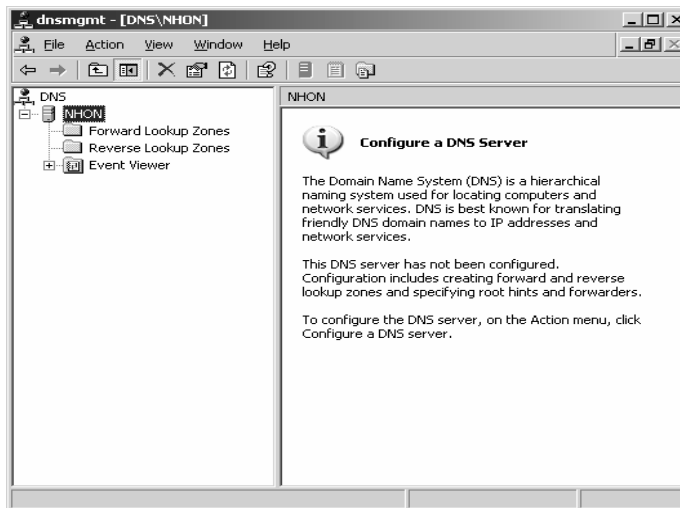 dnsmgmt - [DNS\NHON]
File Action View Window Help
DNS
NHON
Forward Lookup Zones
Reverse Lookup Zones
Event Viewer
NHON
Configure a DNS Server
The Domain Name System (DNS) is a hierarchical
naming system used for locating computers and
network services. DNS is best known for translating
friendly DNS domain names to IP addresses and
network services.
This DNS server has not been configured.
Configuration includes creating forward and reverse
lookup zones and specifying root hints and forwarders.
To configure the DNS server, on the Action menu, click
Configure a DNS server.